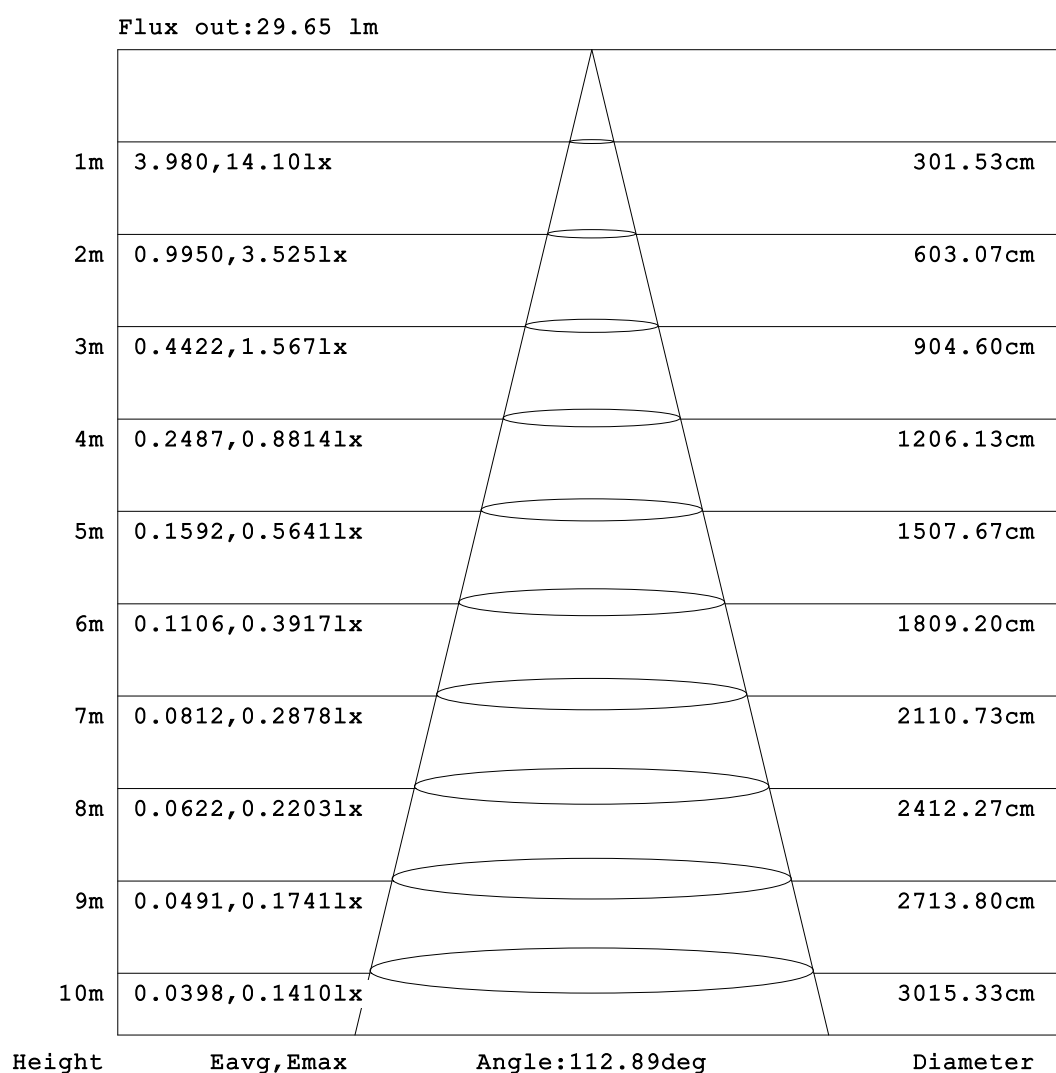 Flux out:29.65 lm
1m 3.980,14.10lx 301.53cm
2m 0.9950,3.525lx 603.07cm
3m 0.4422,1.567lx 904.60cm
4m 0.2487,0.8814lx 1206.13cm
5m 0.1592,0.5641lx 1507.67cm
6m 0.1106,0.3917lx 1809.20cm
7m 0.0812,0.2878lx 2110.73cm
8m 0.0622,0.2203lx 2412.27cm
9m 0.0491,0.1741lx 2713.80cm
10m 0.0398,0.1410lx 3015.33cm
Height Eavg,Emax Angle:112.89deg Diameter